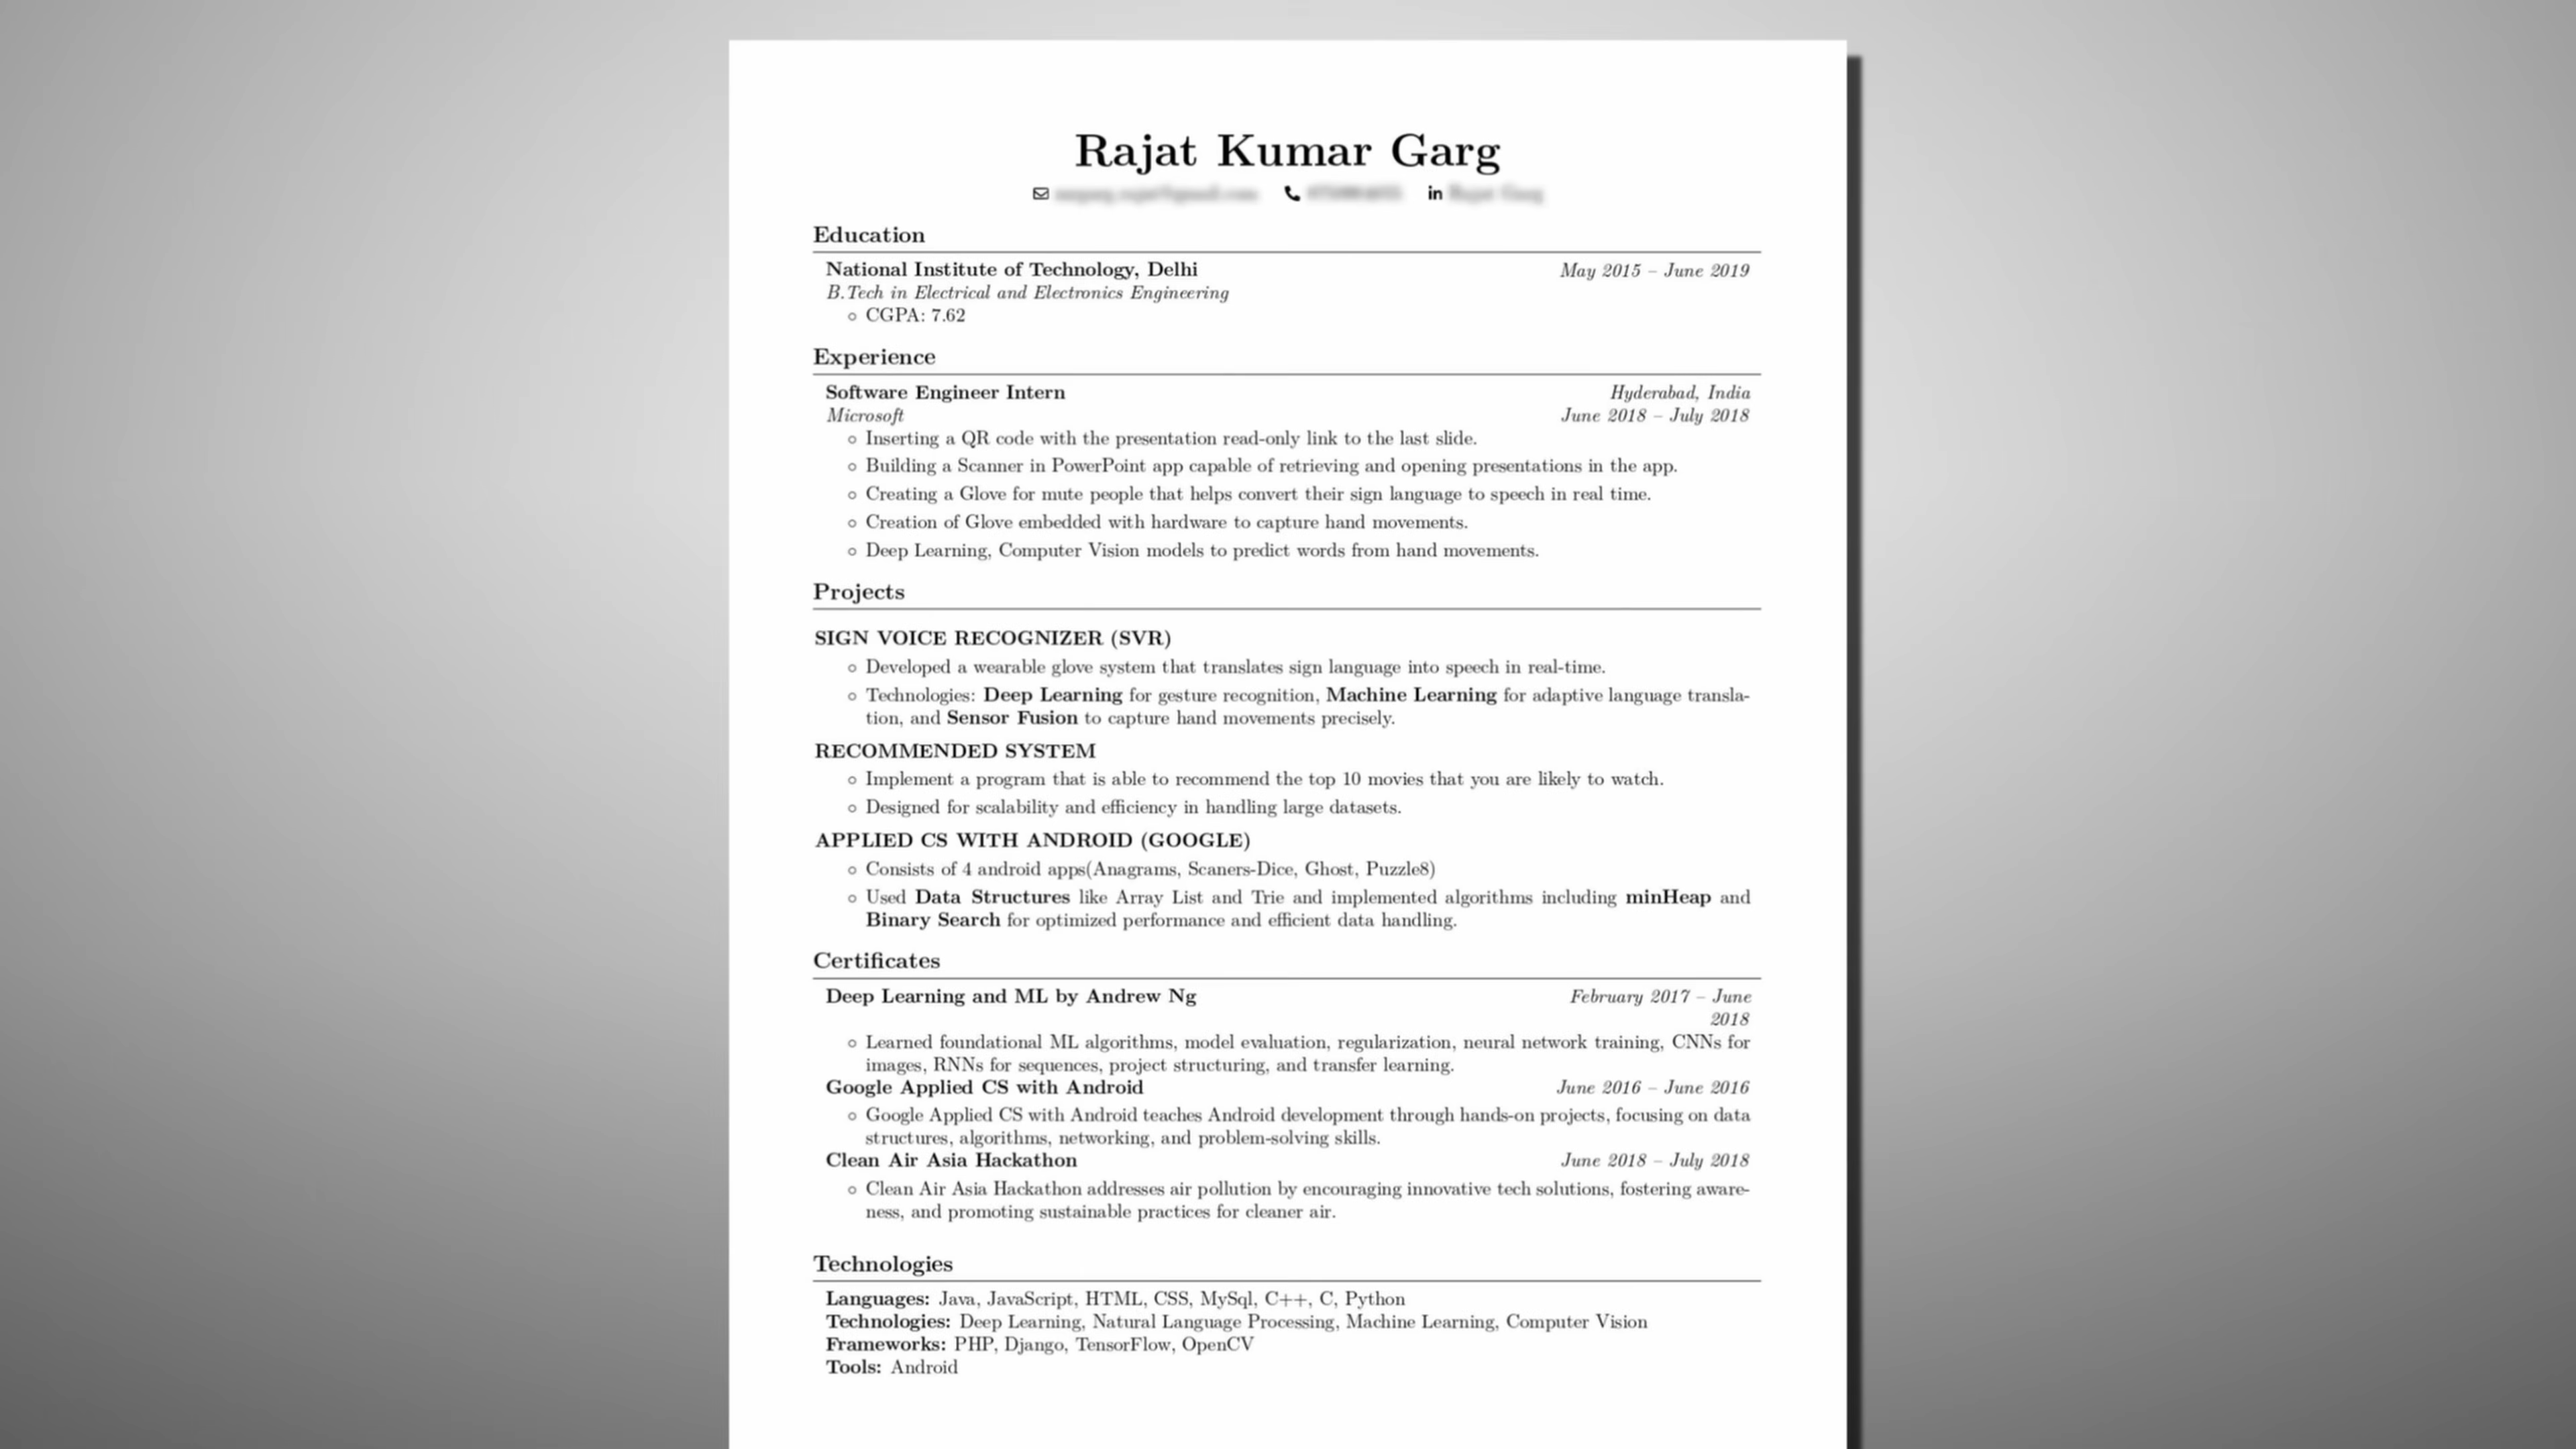 Rajat Kumar Garg
Education
National Institute of Technology, Delhi May 2015 – June 2019
B.Tech in Electrical and Electronics Engineering
◦ CGPA: 7.62
Experience
Software Engineer Intern Hyderabad, India
Microsoft June 2018 – July 2018
◦ Inserting a QR code with the presentation read-only link to the last slide.
◦ Building a Scanner in PowerPoint app capable of retrieving and opening presentations in the app.
◦ Creating a Glove for mute people that helps convert their sign language to speech in real time.
◦ Creation of Glove embedded with hardware to capture hand movements.
◦ Deep Learning, Computer Vision models to predict words from hand movements.
Projects
SIGN VOICE RECOGNIZER (SVR)
◦ Developed a wearable glove system that translates sign language into speech in real-time.
◦ Technologies: Deep Learning for gesture recognition, Machine Learning for adaptive language transla-
tion, and Sensor Fusion to capture hand movements precisely.
RECOMMENDED SYSTEM
◦ Implement a program that is able to recommend the top 10 movies that you are likely to watch.
◦ Designed for scalability and efficiency in handling large datasets.
APPLIED CS WITH ANDROID (GOOGLE)
◦ Consists of 4 android apps(Anagrams, Scaners-Dice, Ghost, Puzzle8)
◦ Used Data Structures like Array List and Trie and implemented algorithms including minHeap and
Binary Search for optimized performance and efficient data handling.
Certificates
Deep Learning and ML by Andrew Ng February 2017 – June
2018
◦ Learned foundational ML algorithms, model evaluation, regularization, neural network training, CNNs for
images, RNNs for sequences, project structuring, and transfer learning.
Google Applied CS with Android June 2016 – June 2016
◦ Google Applied CS with Android teaches Android development through hands-on projects, focusing on data
structures, algorithms, networking, and problem-solving skills.
Clean Air Asia Hackathon June 2018 – July 2018
◦ Clean Air Asia Hackathon addresses air pollution by encouraging innovative tech solutions, fostering aware-
ness, and promoting sustainable practices for cleaner air.
Technologies
Languages: Java, JavaScript, HTML, CSS, MySql, C++, C, Python
Technologies: Deep Learning, Natural Language Processing, Machine Learning, Computer Vision
Frameworks: PHP, Django, TensorFlow, OpenCV
Tools: Android